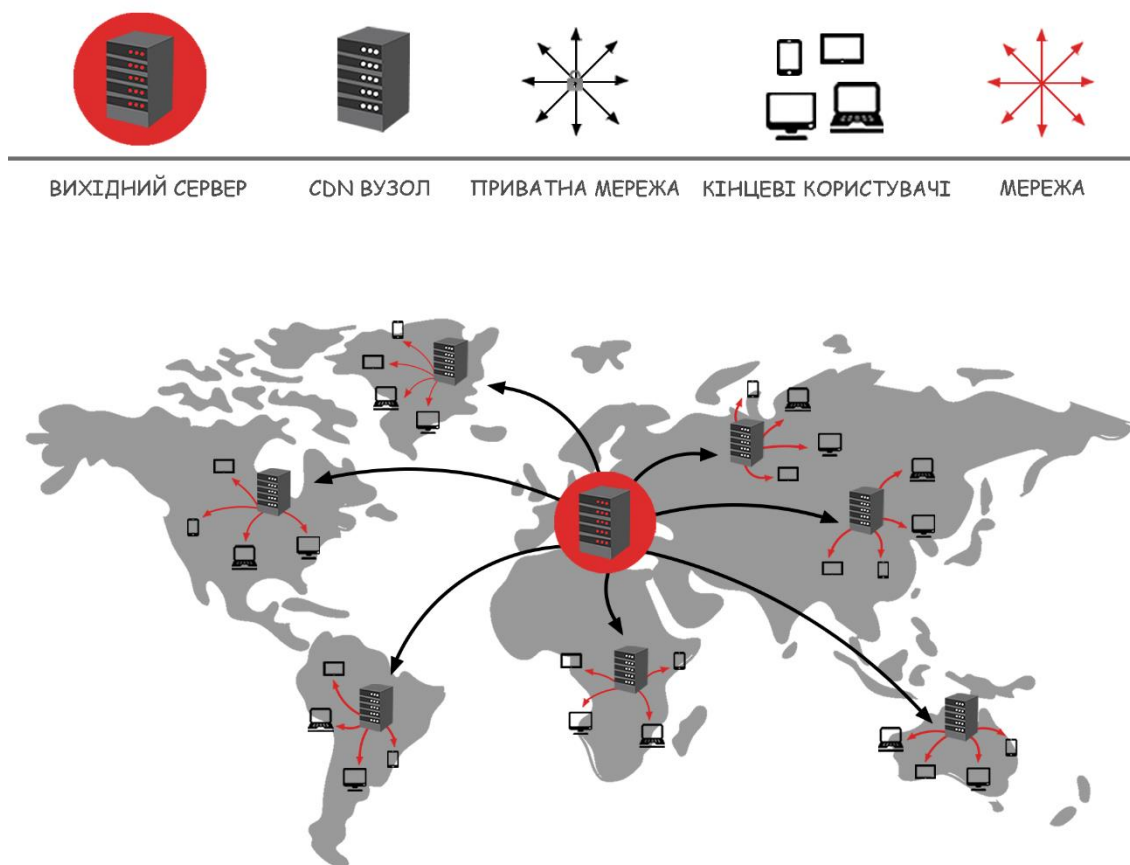 ВИХІДНИЙ СЕРВЕР
CDN ВУЗОЛ
ПРИВАТНА МЕРЕЖА
КІНЦЕВІ КОРИСТУВАЧІ
МЕРЕЖА